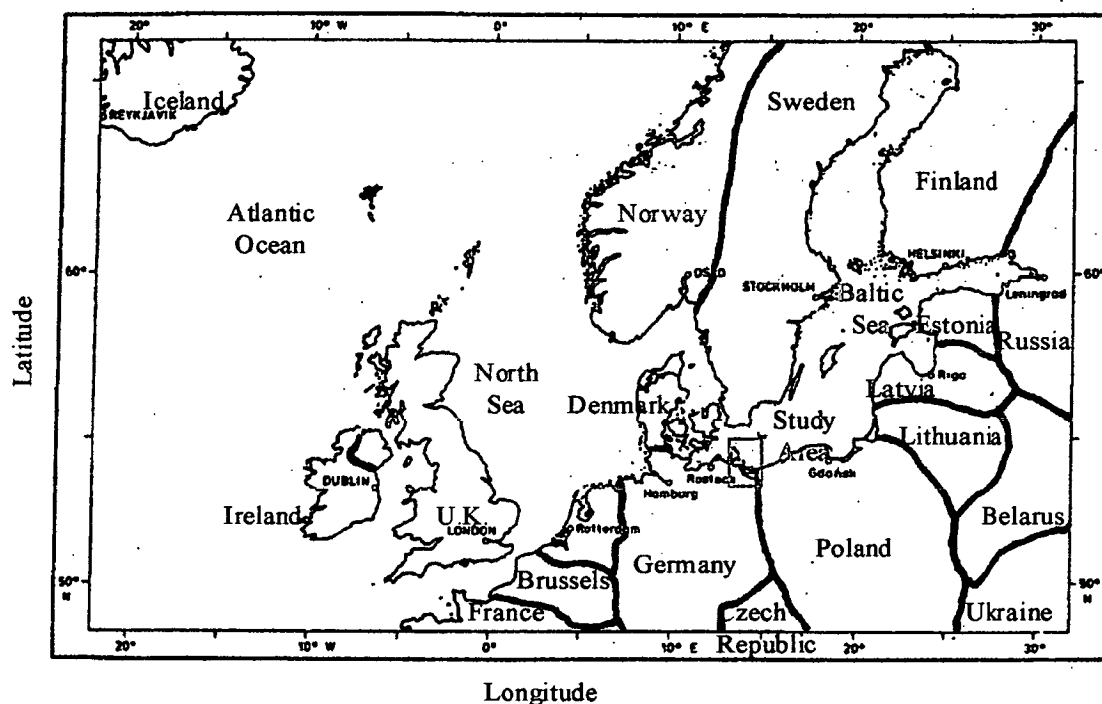 20° 10° W 0° 10° E 20° 30°
Iceland
REYKJAVIK
Sweden
Finland
Atlantic
Ocean
Norway
60°
OSLO
HELSINKI
60°
STOCKHOLM
Leningrad
Baltic
Sea
Estonia
Russia
Latitude
North
Sea
Riga
Latvia
Denmark
Study
Area
Lithuania
Gdańsk
Rostock
Hamburg
DUBLIN
Ireland
U.K.
LONDON
Rotterdam
Belarus
Germany
Poland
50°
N
Brussels
50°
N
France
Czech
Republic
Ukraine
20° 10° W 0° 10° E 20° 30°
Longitude